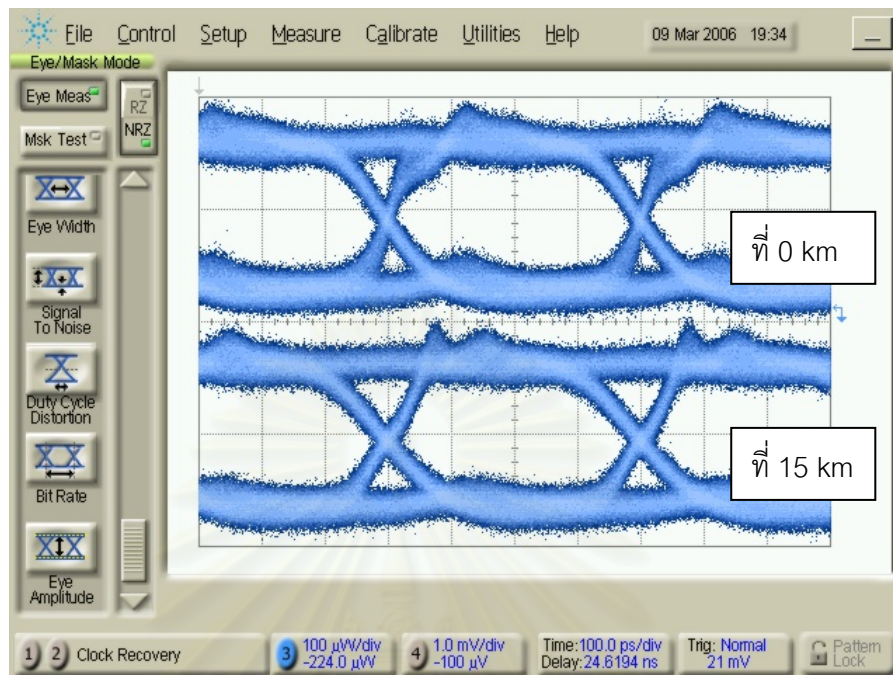 File Control Setup Measure Calibrate Utilities Help 09 Mar 2006 19:34
Eye/Mask Mode
Eye Meas
RZ
NRZ
Msk Test
Eye Width
Signal
To Noise
Duty Cycle
Distortion
Bit Rate
Eye
Amplitude
ที่ 0 km
ที่ 15 km
1 2 Clock Recovery
3 100 µW/div
-224.0 µW
4 1.0 mV/div
-100 µV
Time:100.0 ps/div
Delay:24.6194 ns
Trig: Normal
21 mV
Pattern
Lock